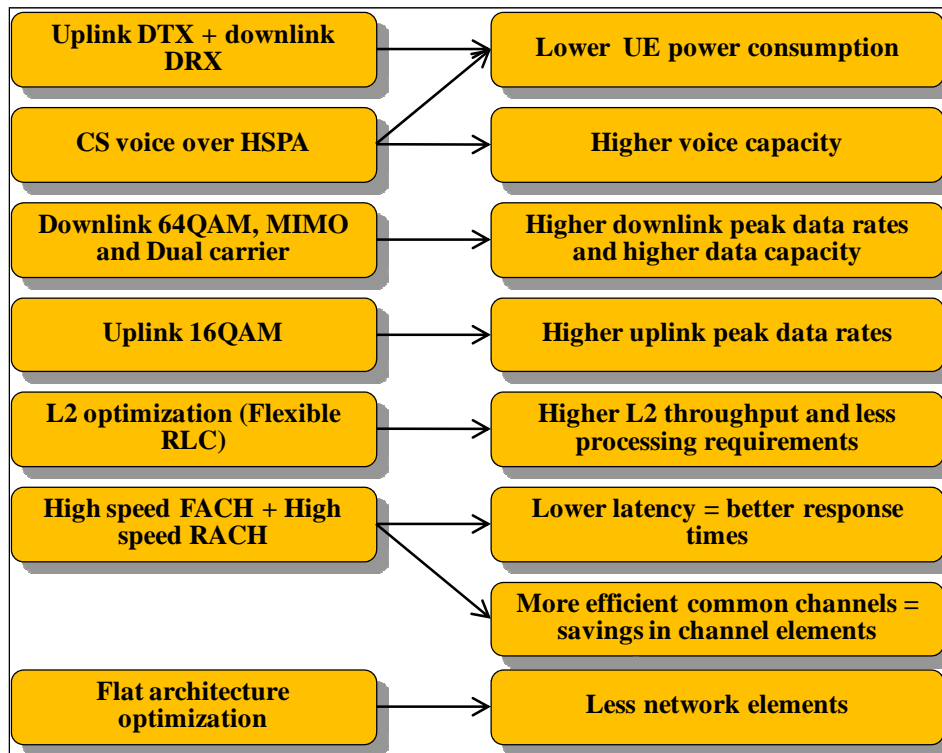 Uplink DTX + downlink
DRX
Lower UE power consumption
CS voice over HSPA
Higher voice capacity
Downlink 64QAM, MIMO
and Dual carrier
Higher downlink peak data rates
and higher data capacity
Uplink 16QAM
Higher uplink peak data rates
L2 optimization (Flexible
RLC)
Higher L2 throughput and less
processing requirements
High speed FACH + High
speed RACH
Lower latency = better response
times
More efficient common channels =
savings in channel elements
Flat architecture
optimization
Less network elements